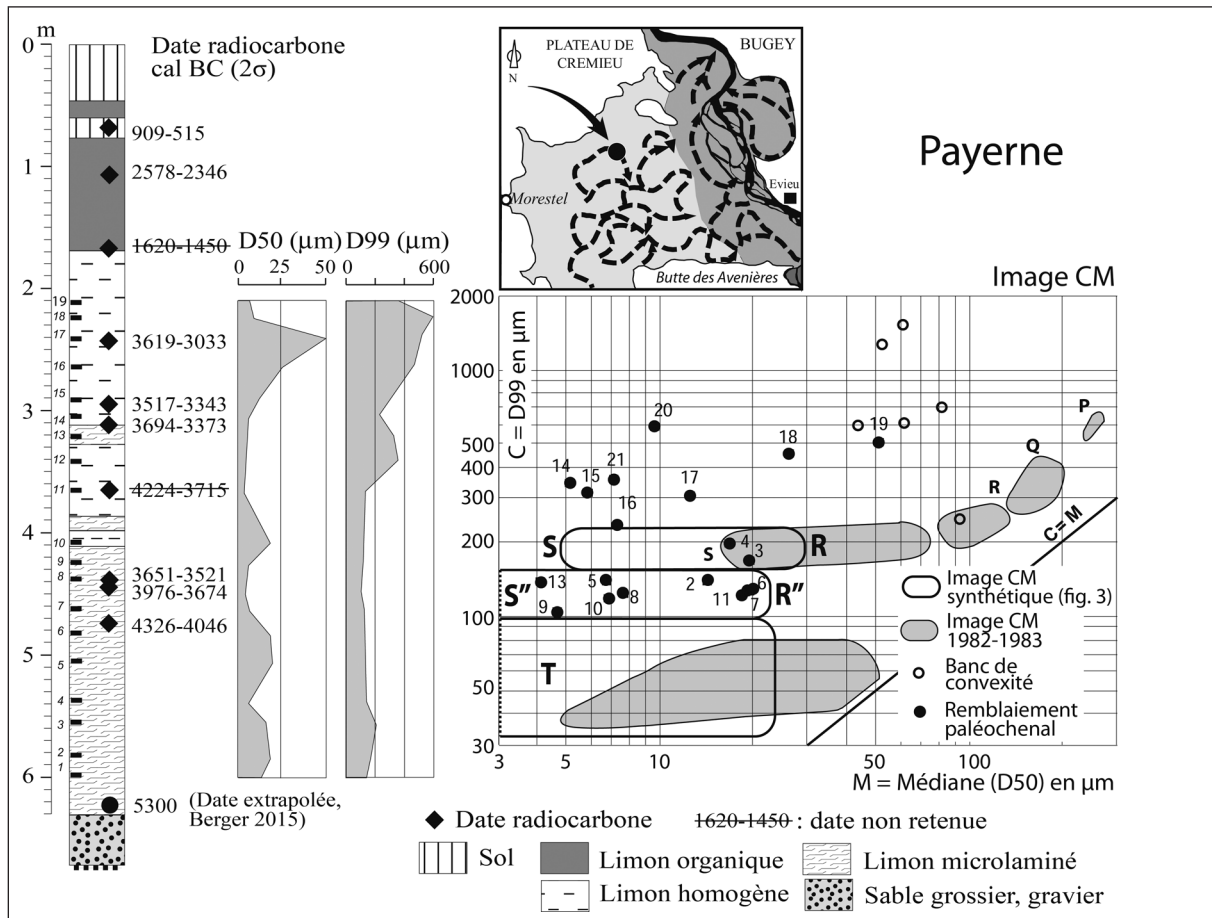 m
0
1
2
3
4
5
6
Date radiocarbone
cal BC (2σ)
909-515
2578-2346
1620-1450
3619-3033
3517-3343
3694-3373
4224-3715
3651-3521
3976-3674
4326-4046
5300
(Date extrapolée,
Berger 2015)
19
18
17
16
15
14
13
12
11
10
9
8
7
6
5
4
3
2
1
D50 (µm)
0 25 50
D99 (µm)
0 600
N
PLATEAU DE
CREMIEU
BUGEY
Morestel
Evieu
Butte des Avenières
Payerne
Image CM
C = D99 en µm
2000
1000
500
400
300
200
100
50
30
3 5 10 50 100
M = Médiane (D50) en µm
20
19
18
14
15
21
17
16
S
4
3
S
R
R
Q
P
C= M
S″
13
5
2
6
9
10
8
11
7
R″
T
Image CM
synthétique (fig. 3)
Image CM
1982-1983
Banc de
convexité
Remblaiement
paléochenal
Date radiocarbone
1620-1450 : date non retenue
Sol
Limon organique
Limon microlaminé
Limon homogène
Sable grossier, gravier